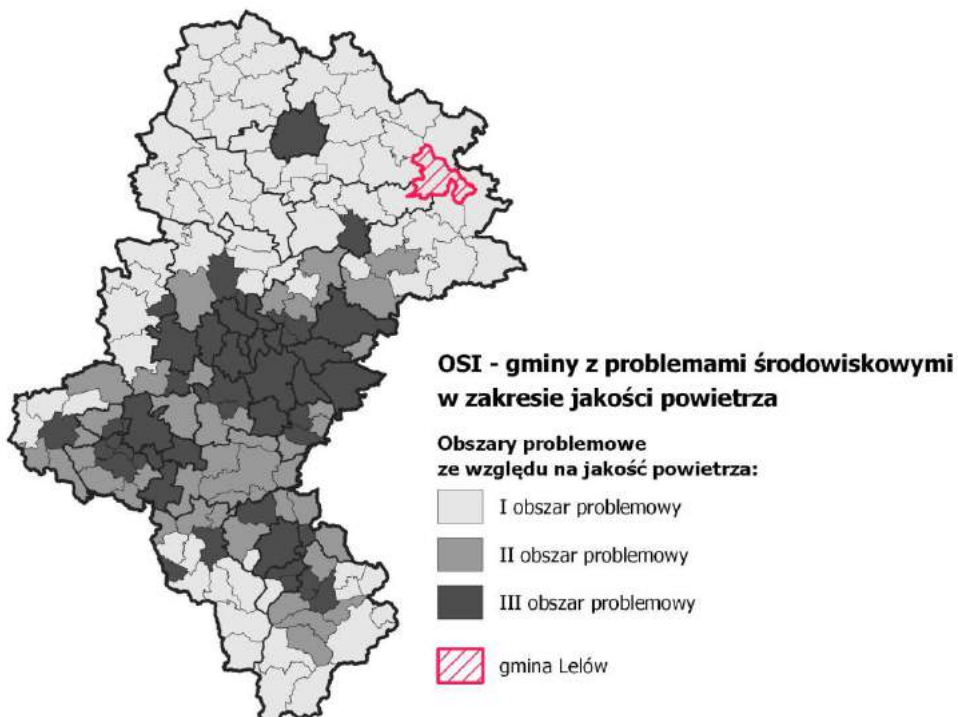 OSI - gminy z problemami środowiskowymi
w zakresie jakości powietrza
Obszary problemowe
ze względu na jakość powietrza:
I obszar problemowy
II obszar problemowy
III obszar problemowy
gmina Lelów